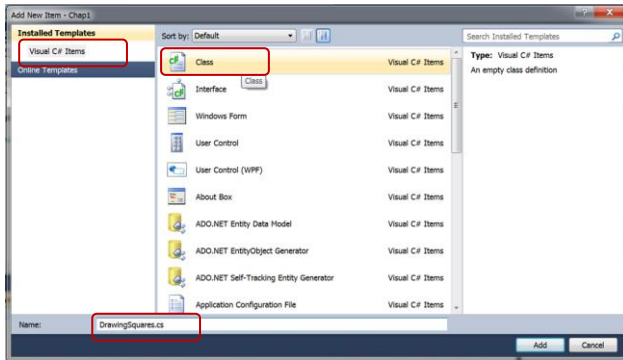 Add New Item - Chap1
Installed Templates
Visual C# Items
Online Templates
Sort by: Default
Search Installed Templates
Class Visual C# Items
Class
Interface Visual C# Items
Windows Form Visual C# Items
User Control Visual C# Items
User Control (WPF) Visual C# Items
About Box Visual C# Items
ADO.NET Entity Data Model Visual C# Items
ADO.NET EntityObject Generator Visual C# Items
ADO.NET Self-Tracking Entity Generator Visual C# Items
Application Configuration File Visual C# Items
Type: Visual C# Items
An empty class definition
Name: DrawingSquares.cs
Add Cancel